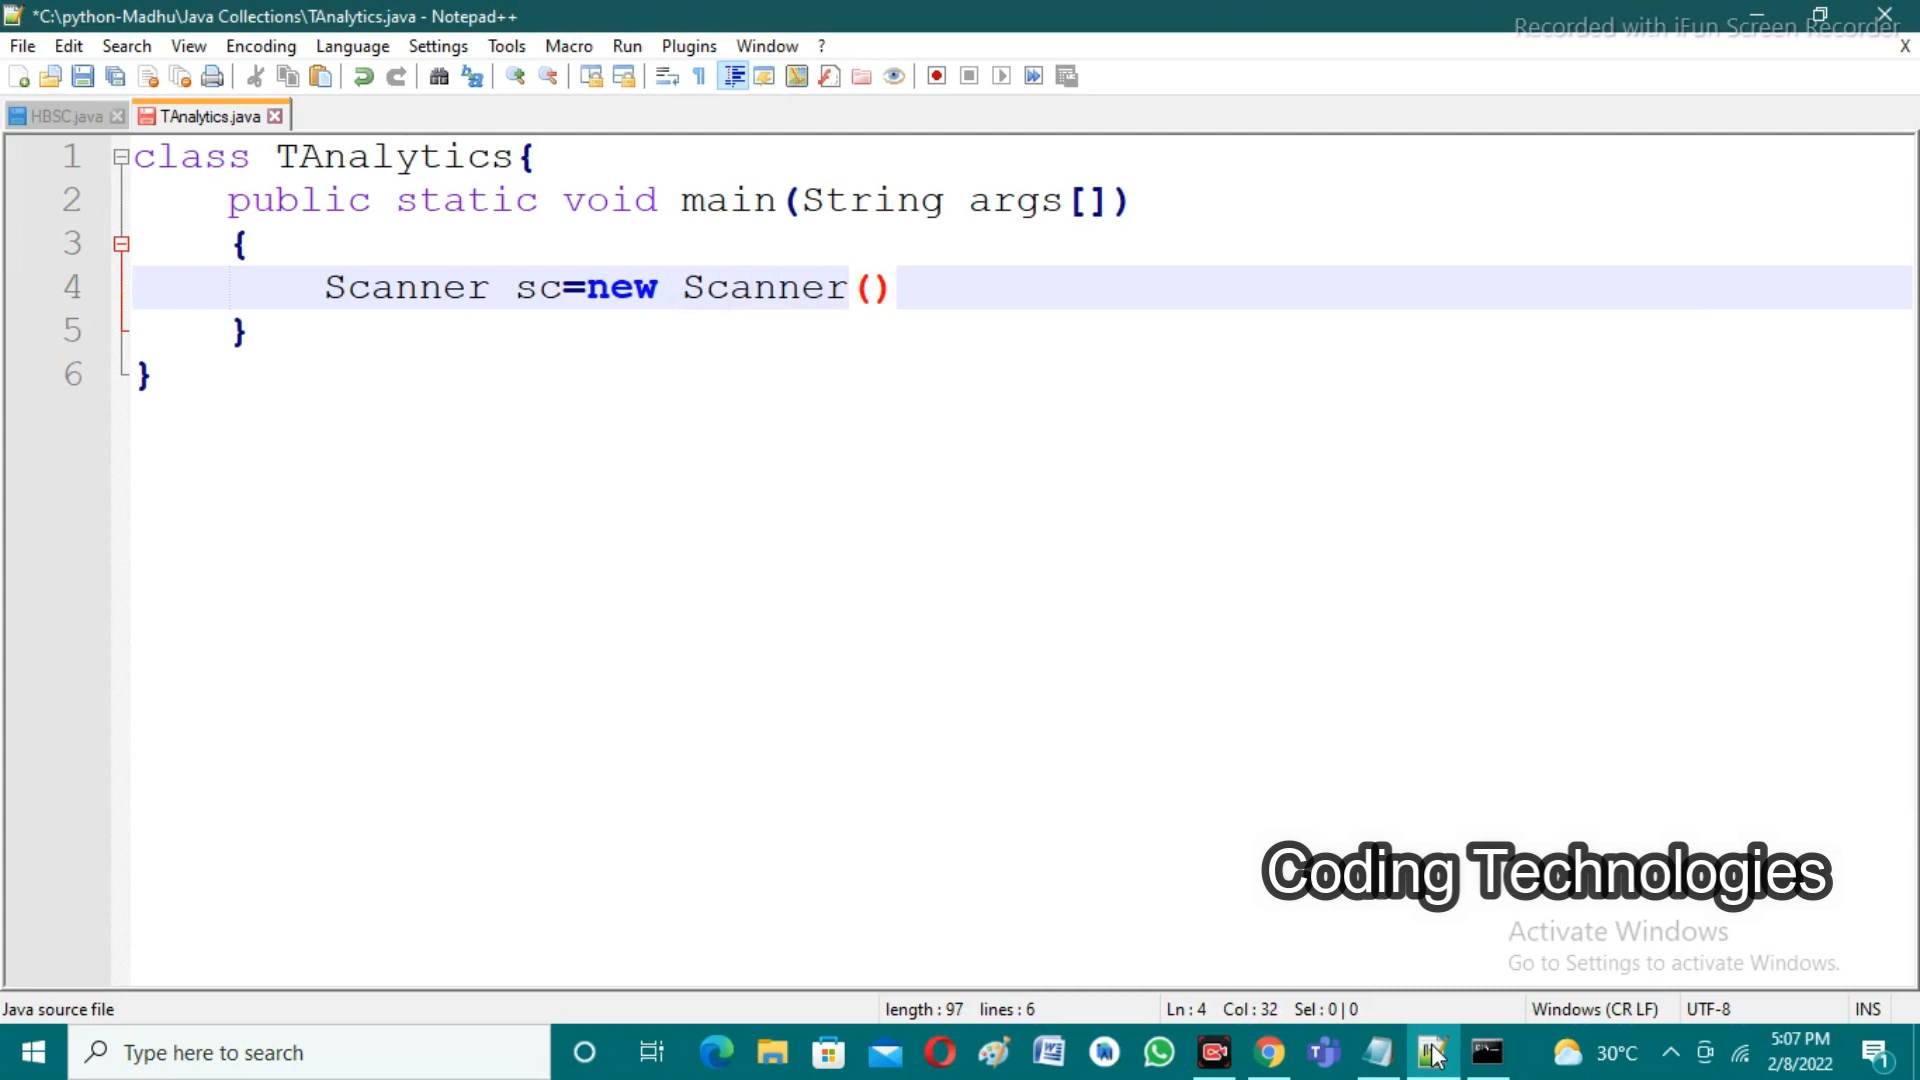 *C:\python-Madhu\Java Collections\TAnalytics.java - Notepad++
Recorded with iFun Screen Recorder
File Edit Search View Encoding Language Settings Tools Macro Run Plugins Window ? X
HBSC.java TAnalytics.java
1 class TAnalytics{
2 public static void main(String args[])
3 {
4 Scanner sc=new Scanner()
5 }
6 }
Coding Technologies
Activate Windows
Go to Settings to activate Windows.
Java source file length : 97 lines : 6 Ln : 4 Col : 32 Sel : 0 | 0 Windows (CR LF) UTF-8 INS
Type here to search 30°C 5:07 PM
2/8/2022 1